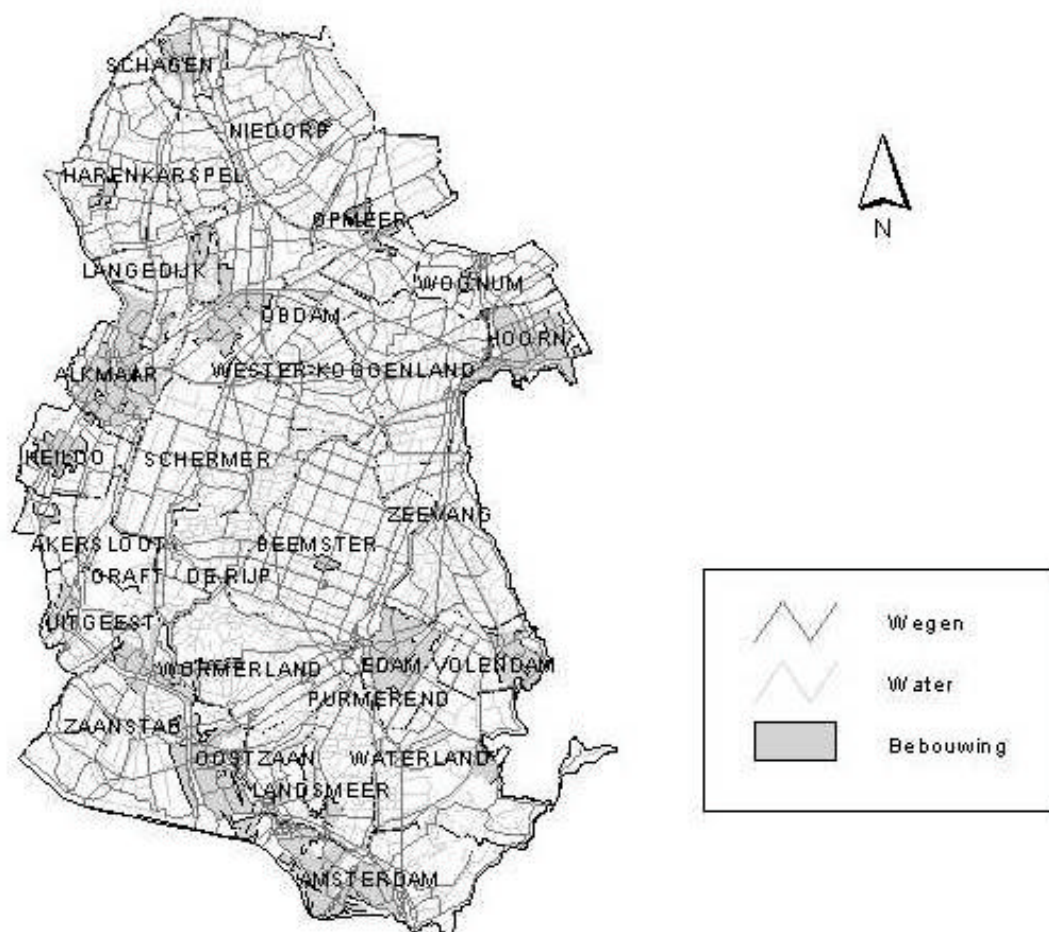 SCHAGEN
NIEDORP
HARENKARSPEL
OPMEER
LANGEDIJK
WOGNUM
OBDAM
HOORN
ALKMAAR
WESTER-KOGGENLAND
HEILOO
SCHERMER
ZEEVANG
AKERSLOOT
BEEMSTER
GRAFT
DE RIJP
UITGEEST
WORMERLAND
EDAM-VOLENDAM
PURMEREND
ZAANSTAD
OOSTZAAN
WATERLAND
LANDSMEER
AMSTERDAM
N
Wegen
Water
Bebouwing